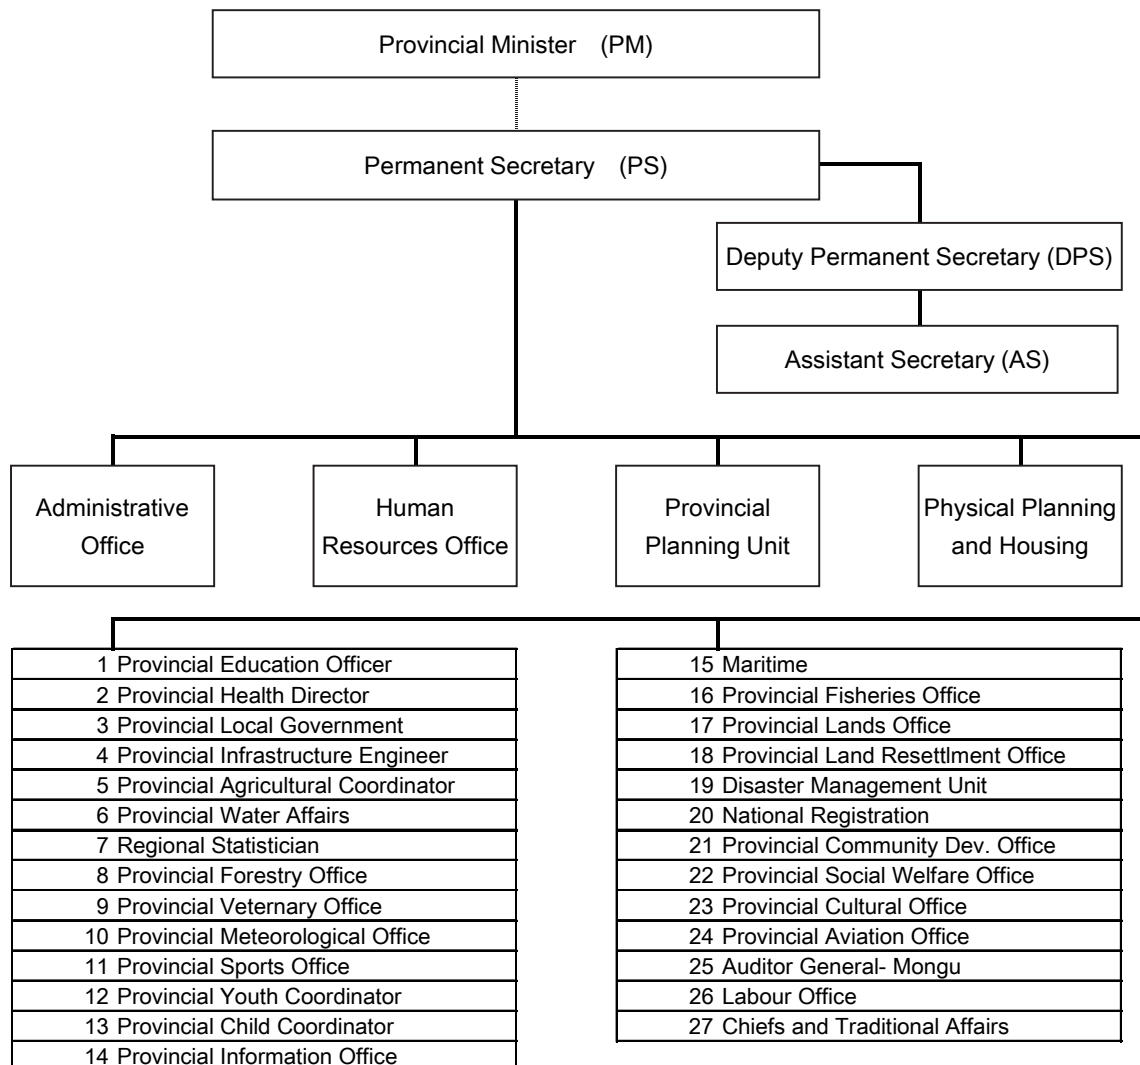 Provincial Minister (PM)
Permanent Secretary (PS)
Deputy Permanent Secretary (DPS)
Assistant Secretary (AS)
Administrative
Office
Human
Resources Office
Provincial
Planning Unit
Physical Planning
and Housing
1 Provincial Education Officer
2 Provincial Health Director
3 Provincial Local Government
4 Provincial Infrastructure Engineer
5 Provincial Agricultural Coordinator
6 Provincial Water Affairs
7 Regional Statistician
8 Provincial Forestry Office
9 Provincial Veternary Office
10 Provincial Meteorological Office
11 Provincial Sports Office
12 Provincial Youth Coordinator
13 Provincial Child Coordinator
14 Provincial Information Office
15 Maritime
16 Provincial Fisheries Office
17 Provincial Lands Office
18 Provincial Land Resettlment Office
19 Disaster Management Unit
20 National Registration
21 Provincial Community Dev. Office
22 Provincial Social Welfare Office
23 Provincial Cultural Office
24 Provincial Aviation Office
25 Auditor General- Mongu
26 Labour Office
27 Chiefs and Traditional Affairs